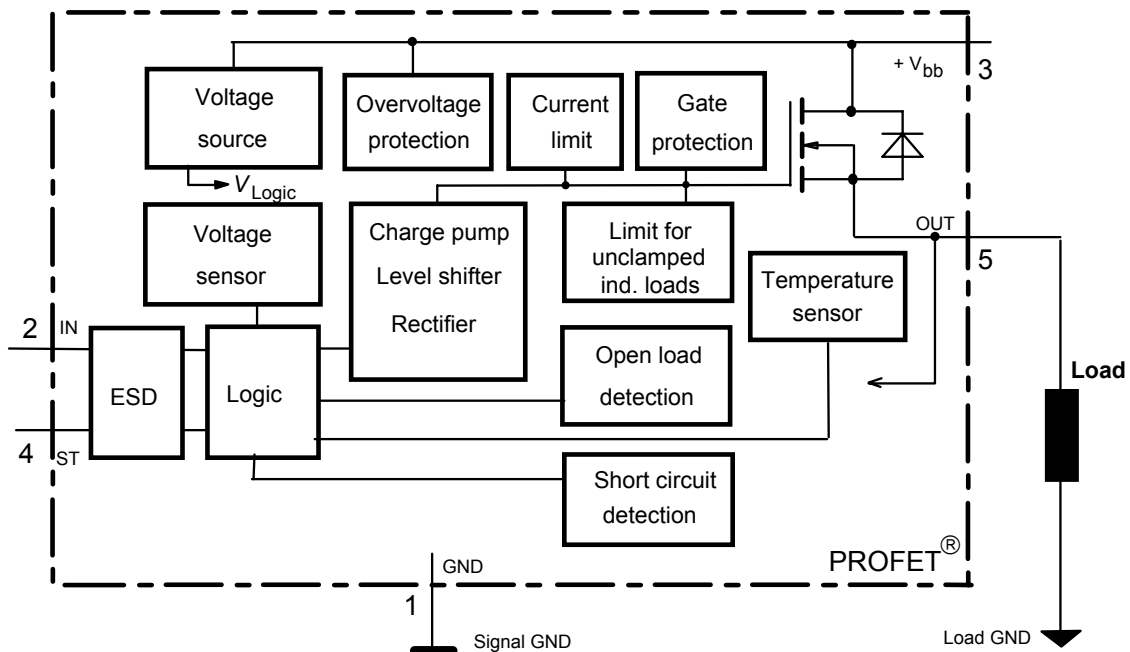 + Vbb
3
Voltage
source
Overvoltage
protection
Current
limit
Gate
protection
VLogic
Voltage
sensor
Charge pump
Level shifter
Rectifier
Limit for
unclamped
ind. loads
OUT
5
Temperature
sensor
2
IN
ESD
Logic
Open load
detection
Load
4
ST
Short circuit
detection
PROFET®
GND
1
Signal GND
Load GND